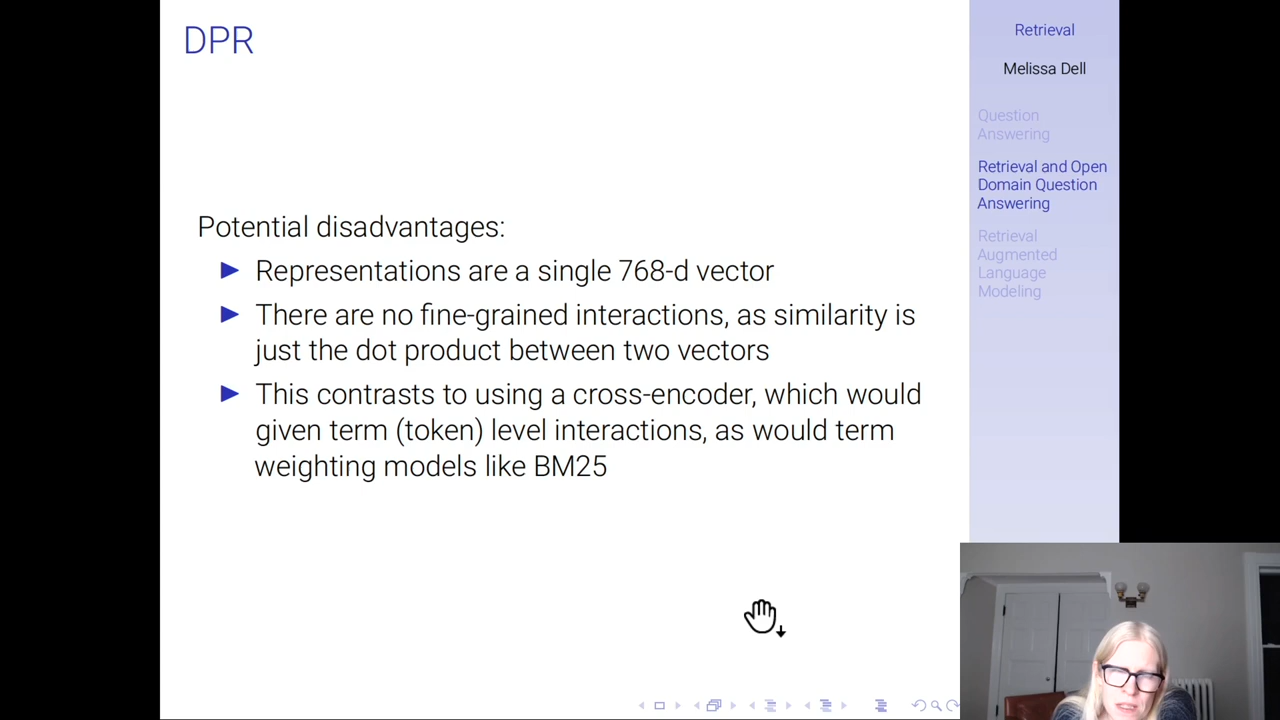 DPR
Potential disadvantages:
Representations are a single 768-d vector
There are no fine-grained interactions, as similarity is
just the dot product between two vectors
This contrasts to using a cross-encoder, which would
given term (token) level interactions, as would term
weighting models like BM25
Retrieval
Melissa Dell
Question
Answering
Retrieval and Open
Domain Question
Answering
Retrieval
Augmented
Language
Modeling